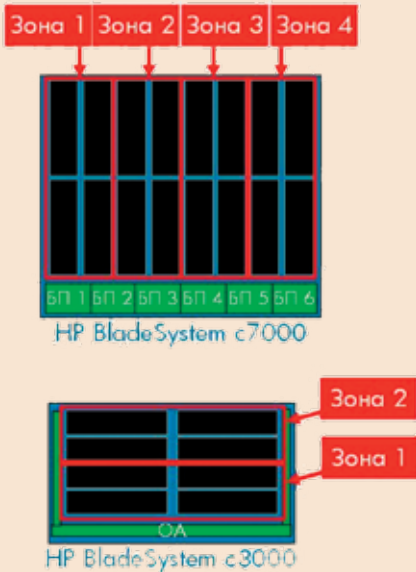 Зона 1 Зона 2 Зона 3 Зона 4
БП 1 БП 2 БП 3 БП 4 БП 5 БП 6
HP BladeSystem c7000
Зона 2
Зона 1
OA
HP BladeSystem c3000